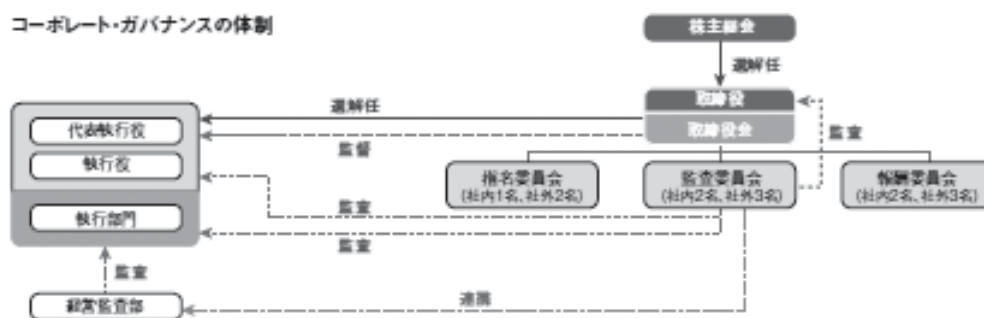 コーポレート・ガバナンスの体制
株主総会
選解任
取締役
選解任
代表執行役
取締役会
監査
監督
執行役
指名委員会
監査委員会
報酬委員会
(社内1名、社外2名)
(社内2名、社外3名)
(社内2名、社外3名)
監査
執行部門
監査
監査
連携
経営監査部